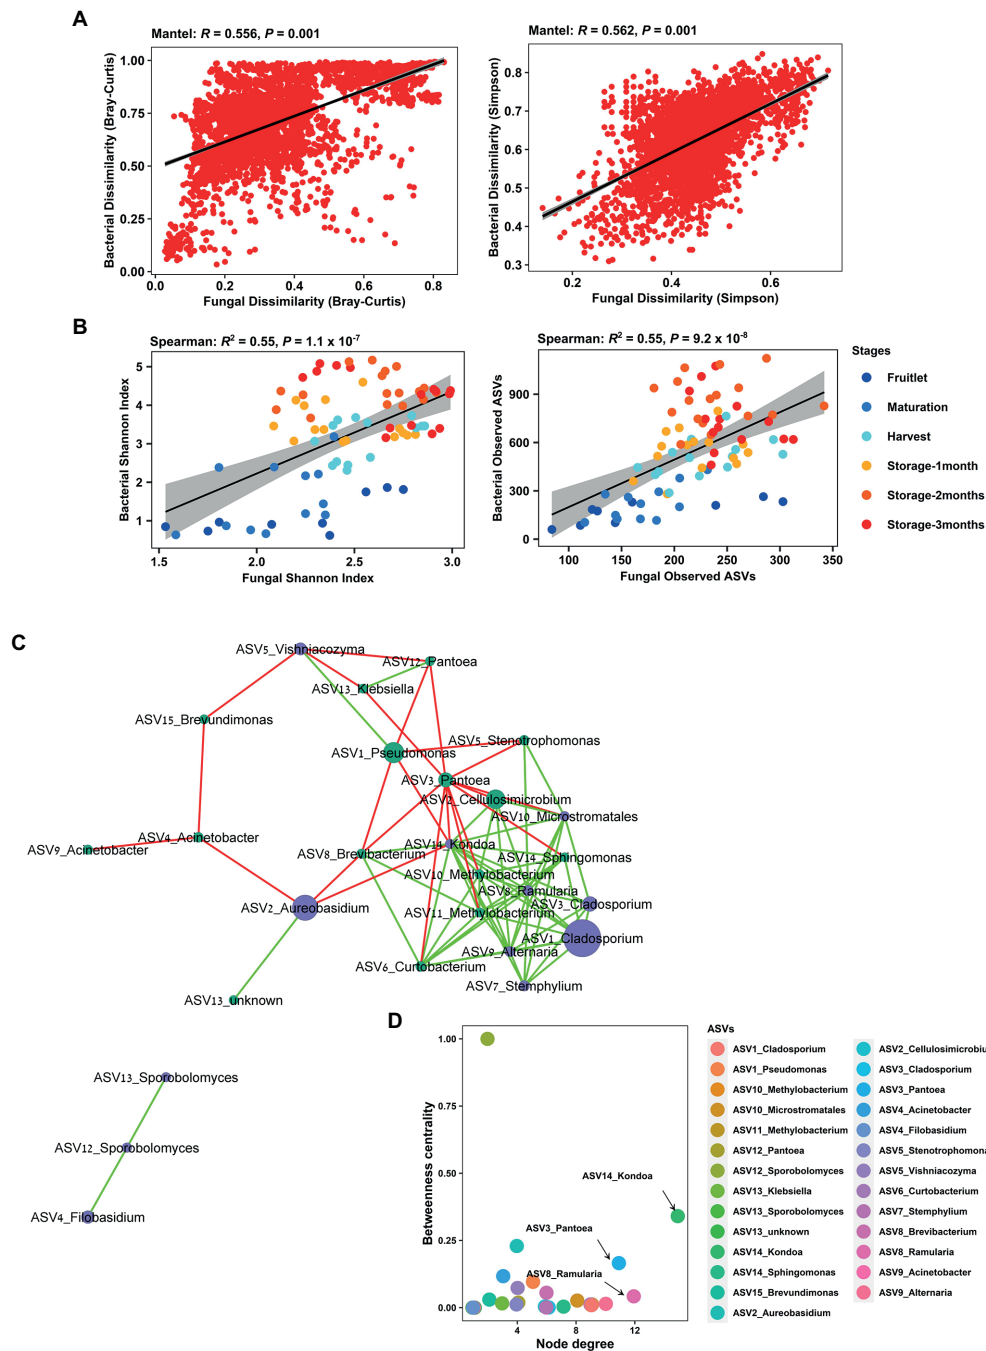 A
Mantel: R = 0.556, P = 0.001
Mantel: R = 0.562, P = 0.001
Bacterial Dissimilarity (Bray-Curtis)
1.00
0.75
0.50
0.25
0.00
0.0
0.2
0.4
0.6
0.8
Fungal Dissimilarity (Bray-Curtis)
Bacterial Dissimilarity (Simpson)
0.8
0.7
0.6
0.5
0.4
0.3
0.2
0.4
0.6
Fungal Dissimilarity (Simpson)
B
Spearman: R2 = 0.55, P = 1.1 x 10-7
Spearman: R2 = 0.55, P = 9.2 x 10-8
Bacterial Shannon Index
5
4
3
2
1
1.5
2.0
2.5
3.0
Fungal Shannon Index
Bacterial Observed ASVs
900
600
300
0
100
150
200
250
300
350
Fungal Observed ASVs
Stages
Fruitlet
Maturation
Harvest
Storage-1month
Storage-2months
Storage-3months
C
ASV5_Vishniacozyma
ASV12_Pantoea
ASV13_Klebsiella
ASV15_Brevundimonas
ASV5_Stenotrophomonas
ASV1_Pseudomonas
ASV3_Pantoea
ASV2_Cellulosimicrobium
ASV10_Microstromatales
ASV4_Acinetobacter
ASV9_Acinetobacter
ASV14_Kondoa
ASV8_Brevibacterium
ASV14_Sphingomonas
ASV10_Methylobacterium
ASV8_Ramularia
ASV3_Cladosporium
ASV2_Aureobasidium
ASV11_Methylobacterium
ASV1_Cladosporium
ASV9_Alternaria
ASV6_Curtobacterium
ASV7_Stemphylium
ASV13_unknown
ASV13_Sporobolomyces
ASV12_Sporobolomyces
ASV4_Filobasidium
D
Betweenness centrality
1.00
0.75
0.50
0.25
0.00
4
8
12
Node degree
ASV14_Kondoa
ASV3_Pantoea
ASV8_Ramularia
ASVs
ASV1_Cladosporium
ASV1_Pseudomonas
ASV10_Methylobacterium
ASV10_Microstromatales
ASV11_Methylobacterium
ASV12_Pantoea
ASV12_Sporobolomyces
ASV13_Klebsiella
ASV13_Sporobolomyces
ASV13_unknown
ASV14_Kondoa
ASV14_Sphingomonas
ASV15_Brevundimonas
ASV2_Aureobasidium
ASV2_Cellulosimicrobiu
ASV3_Cladosporium
ASV3_Pantoea
ASV4_Acinetobacter
ASV4_Filobasidium
ASV5_Stenotrophomona
ASV5_Vishniacozyma
ASV6_Curtobacterium
ASV7_Stemphylium
ASV8_Brevibacterium
ASV8_Ramularia
ASV9_Acinetobacter
ASV9_Alternaria